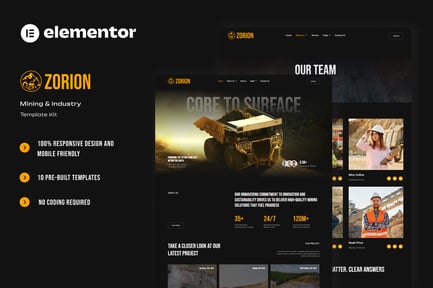 elementor
ZORION
Mining & Industry
Template Kit
100% RESPONSIVE DESIGN AND
MOBILE FRIENDLY
10 PRE-BUILT TEMPLATES
NO CODING REQUIRED
ZORION
OUR TEAM
ZORION
CORE TO SURFACE
OUR UNWAVERING COMMITMENT TO INNOVATION AND
SUSTAINABILITY DRIVES US TO DELIVER HIGH-QUALITY MINING
SOLUTIONS THAT FUEL PROGRESS
35+
24/7
120M+
TAKE A CLOSER LOOK AT OUR
LATEST PROJECT
MATTER. CLEAR ANSWERS